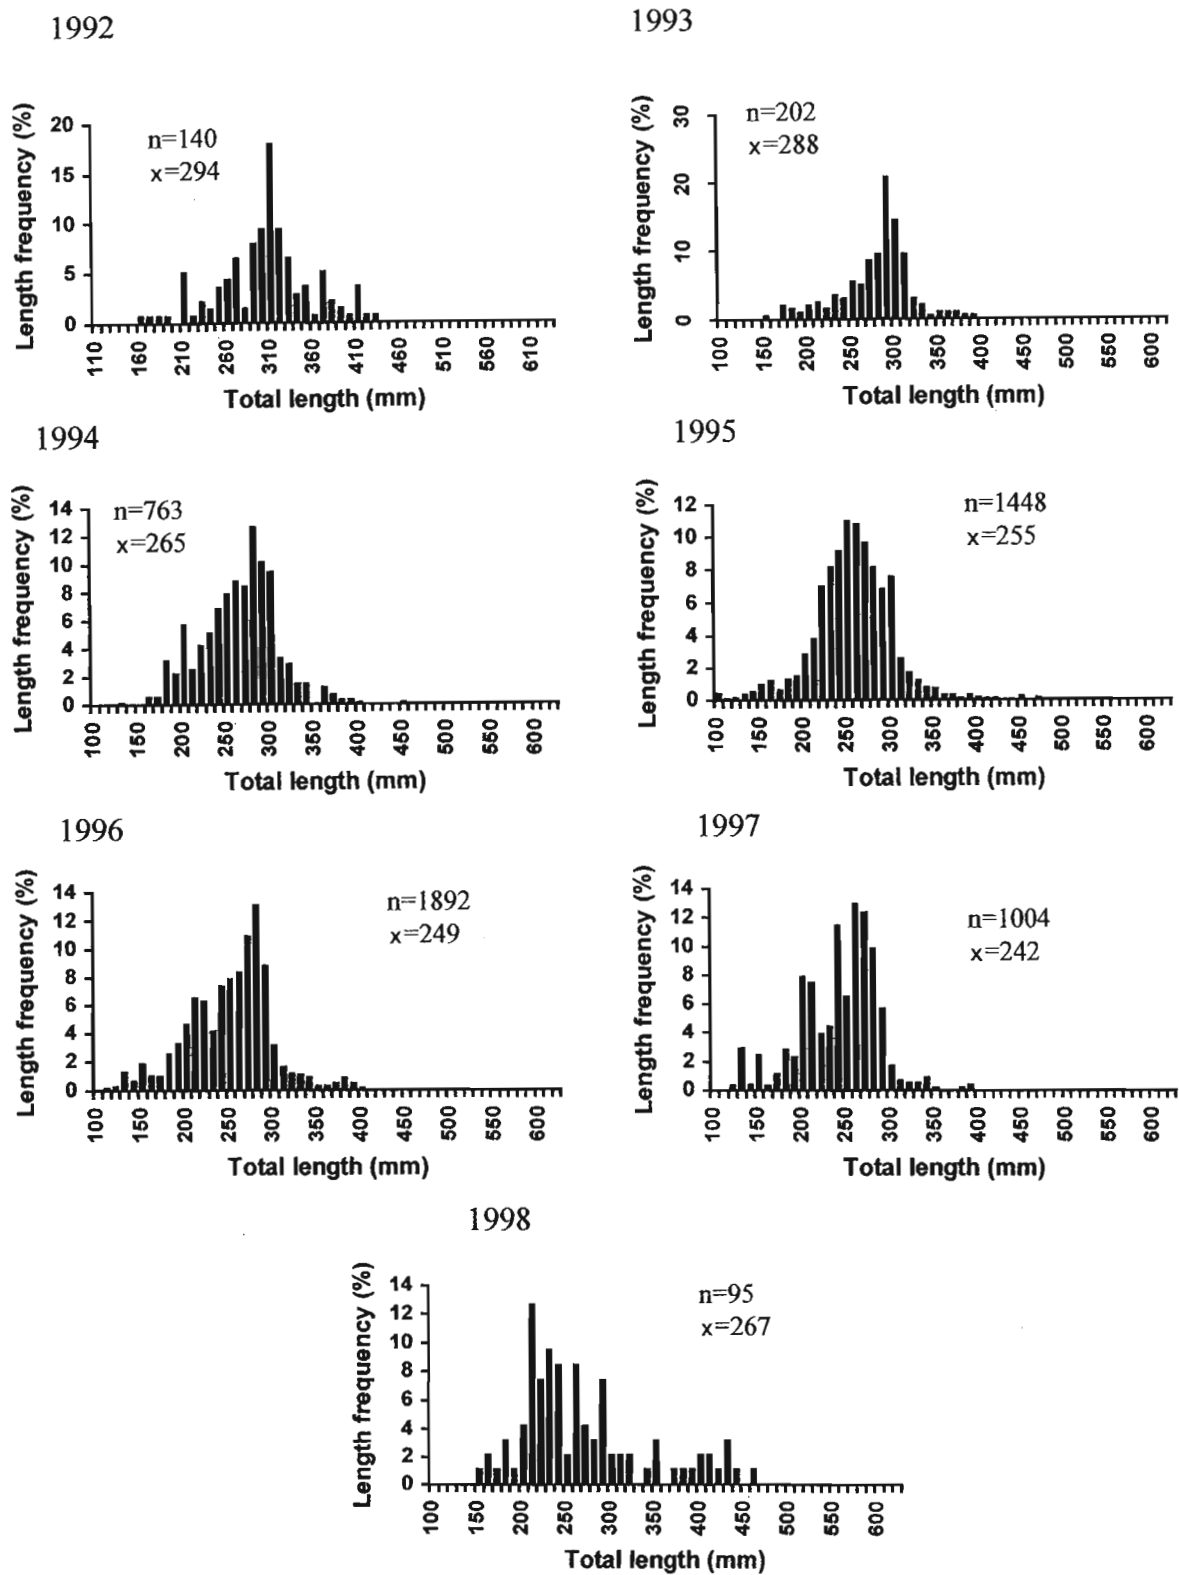 1992
n=140
x=294
Length frequency (%)
20
15
10
5
0
110 160 210 260 310 360 410 460 510 560 610
Total length (mm)
1993
n=202
x=288
Length frequency (%)
30
20
10
0
100 150 200 250 300 350 400 450 500 550 600
Total length (mm)
1994
n=763
x=265
Length frequency (%)
14
12
10
8
6
4
2
0
100 150 200 250 300 350 400 450 500 550 600
Total length (mm)
1995
n=1448
x=255
Length frequency (%)
12
10
8
6
4
2
0
100 150 200 250 300 350 400 450 500 550 600
Total length (mm)
1996
n=1892
x=249
Length frequency (%)
14
12
10
8
6
4
2
0
100 150 200 250 300 350 400 450 500 550 600
Total length (mm)
1997
n=1004
x=242
Length frequency (%)
14
12
10
8
6
4
2
0
100 150 200 250 300 350 400 450 500 550 600
Total length (mm)
1998
n=95
x=267
Length frequency (%)
14
12
10
8
6
4
2
0
100 150 200 250 300 350 400 450 500 550 600
Total length (mm)